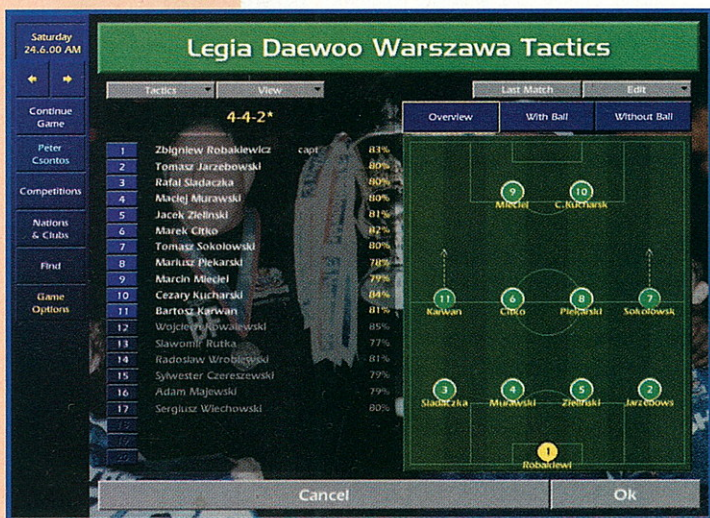 Saturday
24.6.00 AM
Legia Daewoo Warszawa Tactics
Tactics View Last Match Edit
4-4-2*
Overview With Ball Without Ball
Continue
Game
Peter
Csontos
Competitions
Nations
& Clubs
Find
Game
Options
1 Zbigniew Robakiewicz capt 83%
2 Tomasz Jarzebowski 80%
3 Rafal Siadaczka 80%
4 Maciej Murawski 80%
5 Jacek Zielinski 81%
6 Marek Citko 82%
7 Tomasz Sokolowski 80%
8 Mariusz Piekarski 78%
9 Marcin Mieciel 79%
10 Cezary Kucharski 84%
11 Bartosz Karwan 81%
12 Wojciech Kowalewski 85%
13 Slawomir Rutka 77%
14 Radoslaw Wroblewski 81%
15 Sylwester Czereszewski 79%
16 Adam Majewski 79%
17 Sergiusz Wiechowski 80%
18
19
20
9 10
Mieciel C.Kucharsk
11 6 8 7
Karwan Citko Piekarski Sokolowsk
3 4 5 2
Siadaczka Murawski Zielinski Jarzebows
1
Robakiewi
Cancel Ok